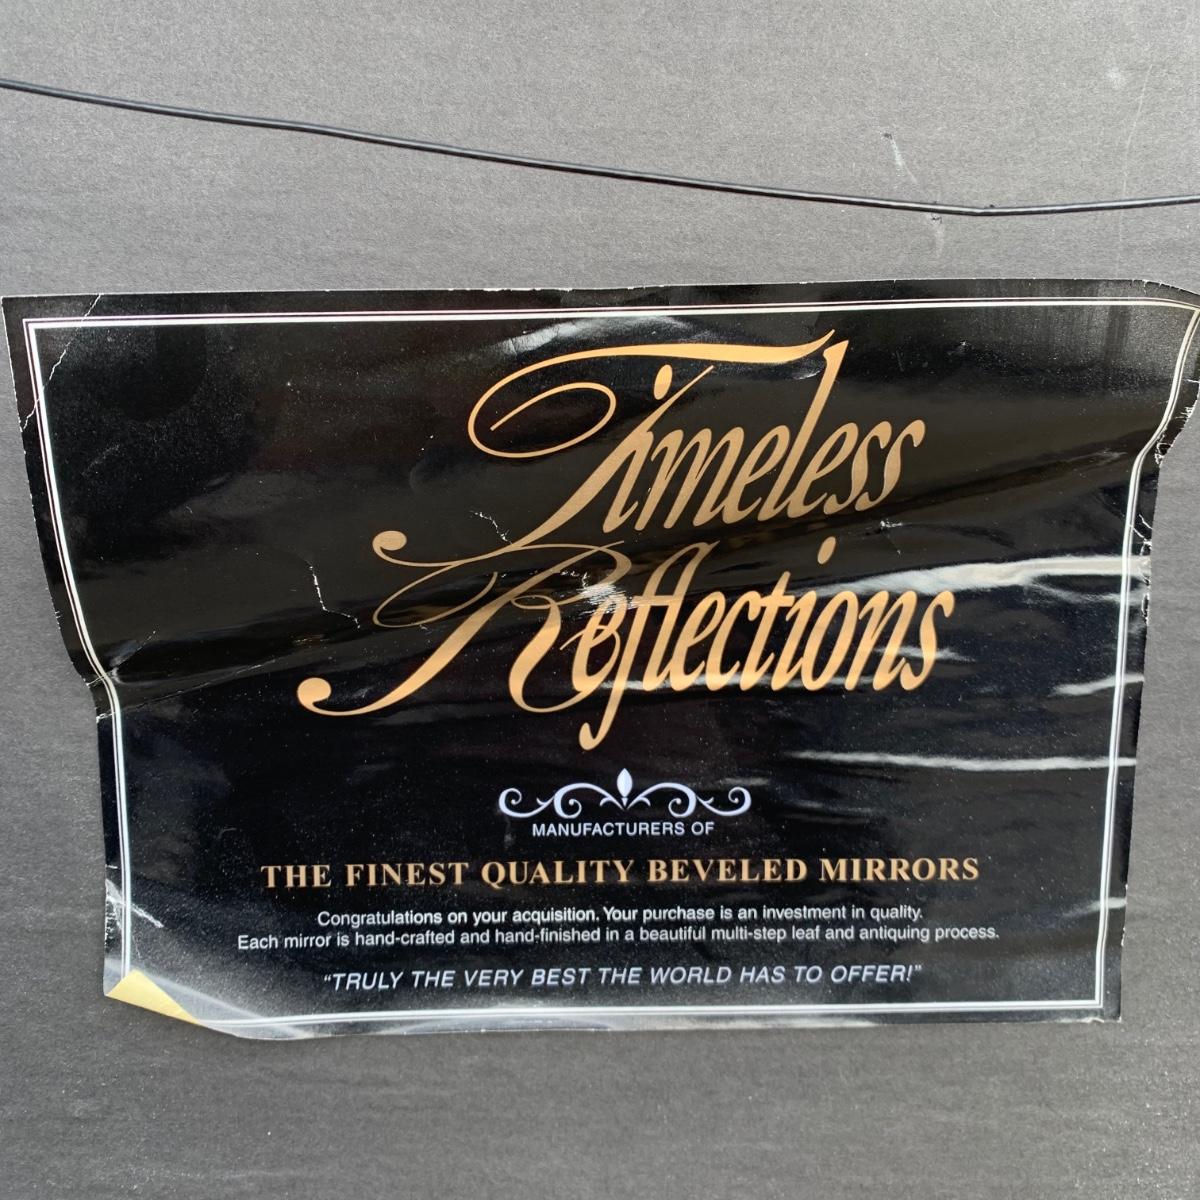 Timeless
Reflections
MANUFACTURERS OF
THE FINEST QUALITY BEVELED MIRRORS
Congratulations on your acquisition. Your purchase is an investment in quality.
Each mirror is hand-crafted and hand-finished in a beautiful multi-step leaf and antiquing process.
“TRULY THE VERY BEST THE WORLD HAS TO OFFER!”